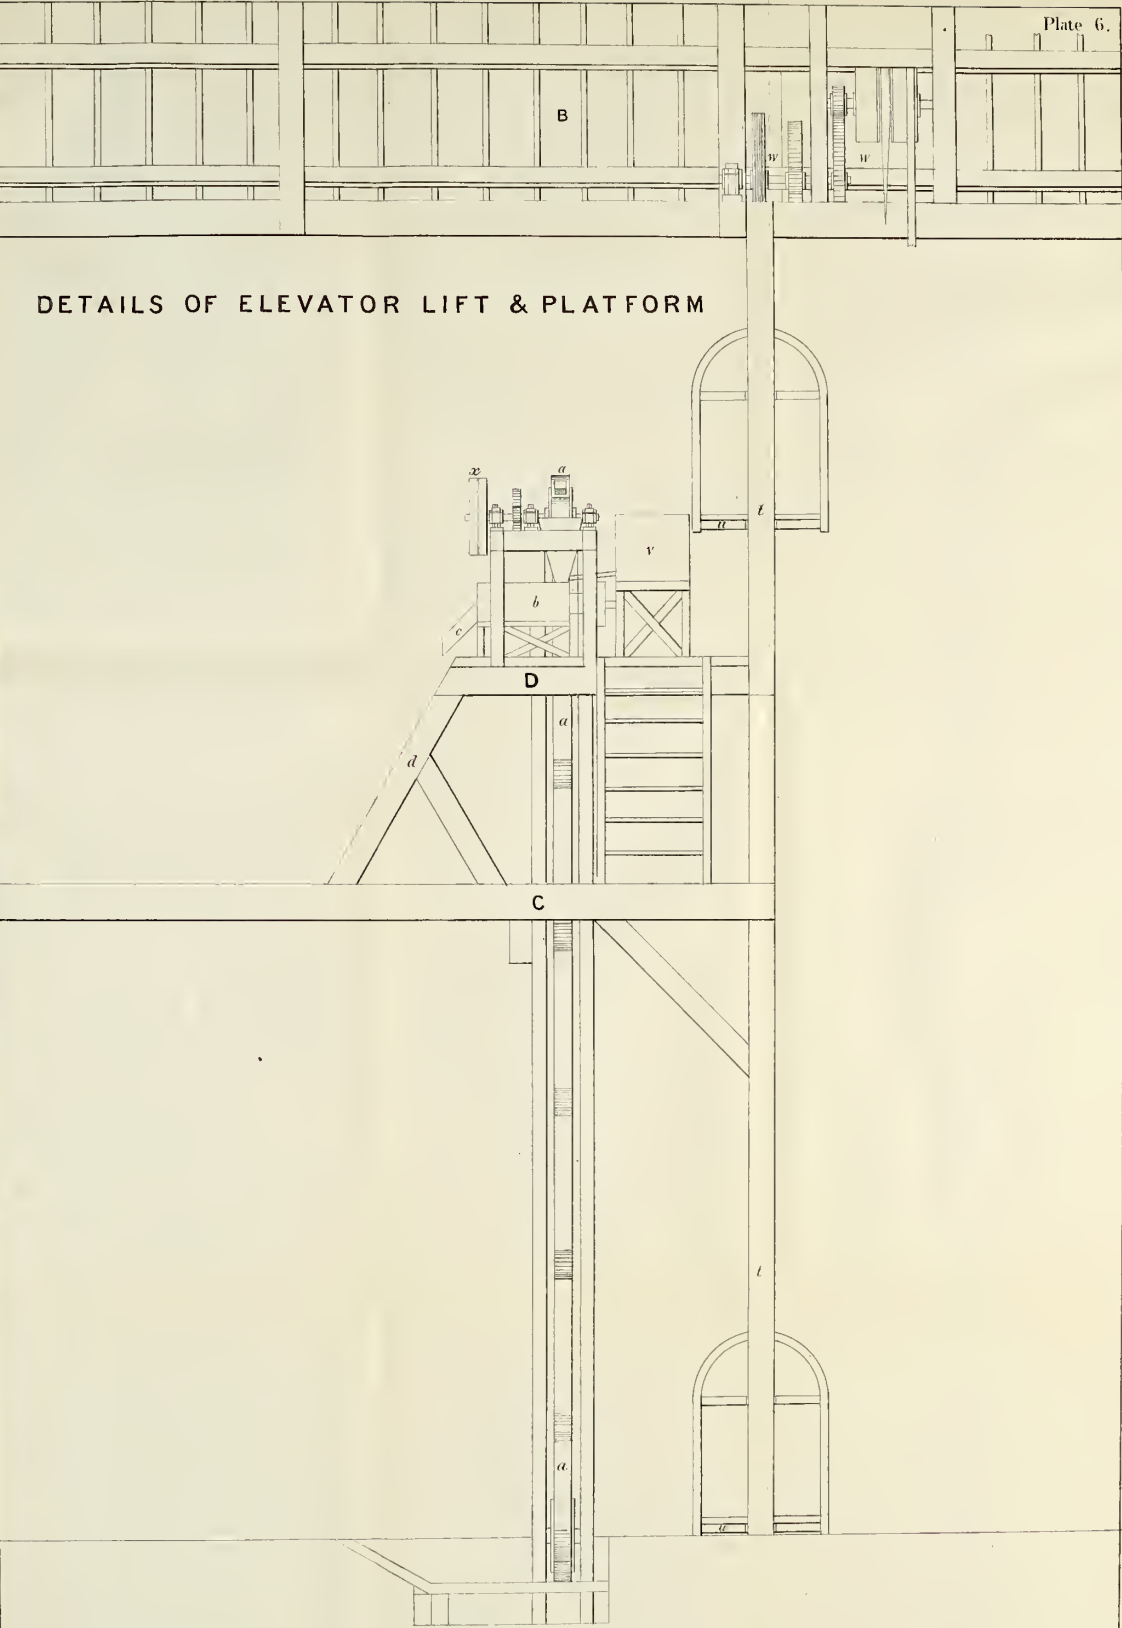 Plate 6.
B
w
w
DETAILS OF ELEVATOR LIFT & PLATFORM
x
a
t
u
v
b
c
D
a
d
C
t
a
u